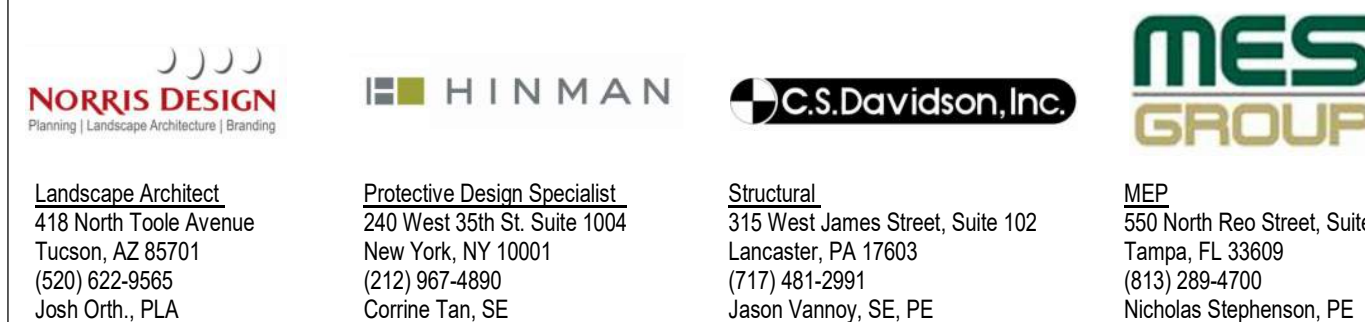 NORRIS DESIGN
Planning | Landscape Architecture | Branding
Landscape Architect
418 North Toole Avenue
Tucson, AZ 85701
(520) 622-9565
Josh Orth., PLA
HINMAN
Protective Design Specialist
240 West 35th St. Suite 1004
New York, NY 10001
(212) 967-4890
Corrine Tan, SE
C.S.Davidson, Inc.
Structural
315 West James Street, Suite 102
Lancaster, PA 17603
(717) 481-2991
Jason Vannoy, SE, PE
MES
GROUP
MEP
550 North Reo Street, Suite
Tampa, FL 33609
(813) 289-4700
Nicholas Stephenson, PE